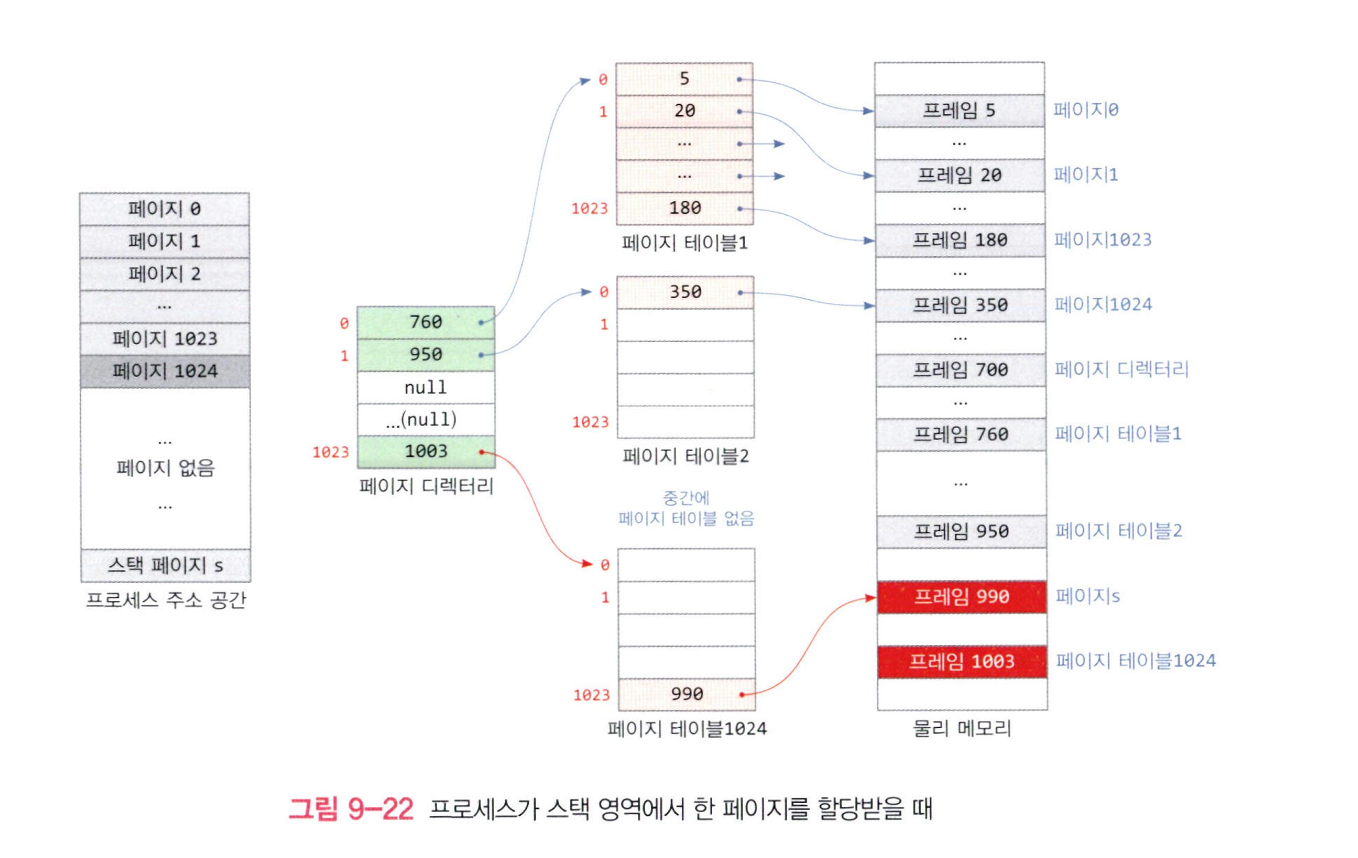 페이지 0
페이지 1
페이지 2
...
페이지 1023
페이지 1024
...
페이지 없음
...
스택 페이지 s
프로세스 주소 공간
0 760
1 950
null
...(null)
1023 1003
페이지 디렉터리
0 5
1 20
...
...
1023 180
페이지 테이블1
0 350
1
1023
페이지 테이블2
중간에
페이지 테이블 없음
0
1
1023 990
페이지 테이블1024
프레임 5 페이지0
...
프레임 20 페이지1
...
프레임 180 페이지1023
...
프레임 350 페이지1024
...
프레임 700 페이지 디렉터리
...
프레임 760 페이지 테이블1
...
프레임 950 페이지 테이블2
프레임 990 페이지s
프레임 1003 페이지 테이블1024
물리 메모리
그림 9-22 프로세스가 스택 영역에서 한 페이지를 할당받을 때